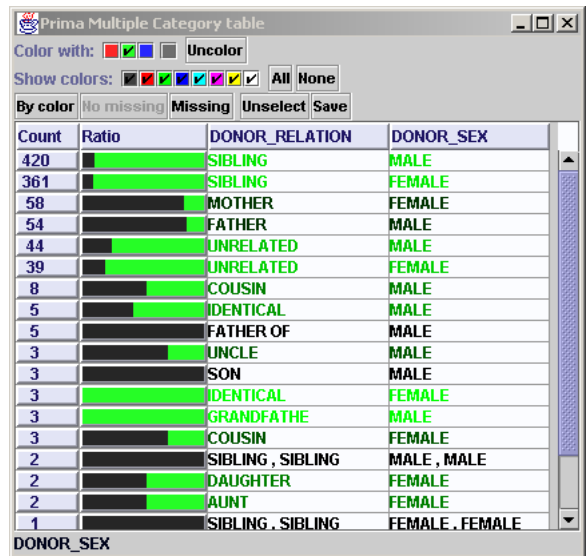 Prima Multiple Category table
Color with: Uncolor
Show colors: All None
By color No missing Missing Unselect Save
Count Ratio DONOR_RELATION DONOR_SEX
420 SIBLING MALE
361 SIBLING FEMALE
58 MOTHER FEMALE
54 FATHER MALE
44 UNRELATED MALE
39 UNRELATED FEMALE
8 COUSIN MALE
5 IDENTICAL MALE
5 FATHER OF MALE
3 UNCLE MALE
3 SON MALE
3 IDENTICAL FEMALE
3 GRANDFATHE MALE
3 COUSIN FEMALE
2 SIBLING , SIBLING MALE , MALE
2 DAUGHTER FEMALE
2 AUNT FEMALE
1 SIBLING , SIBLING FEMALE , FEMALE
DONOR_SEX